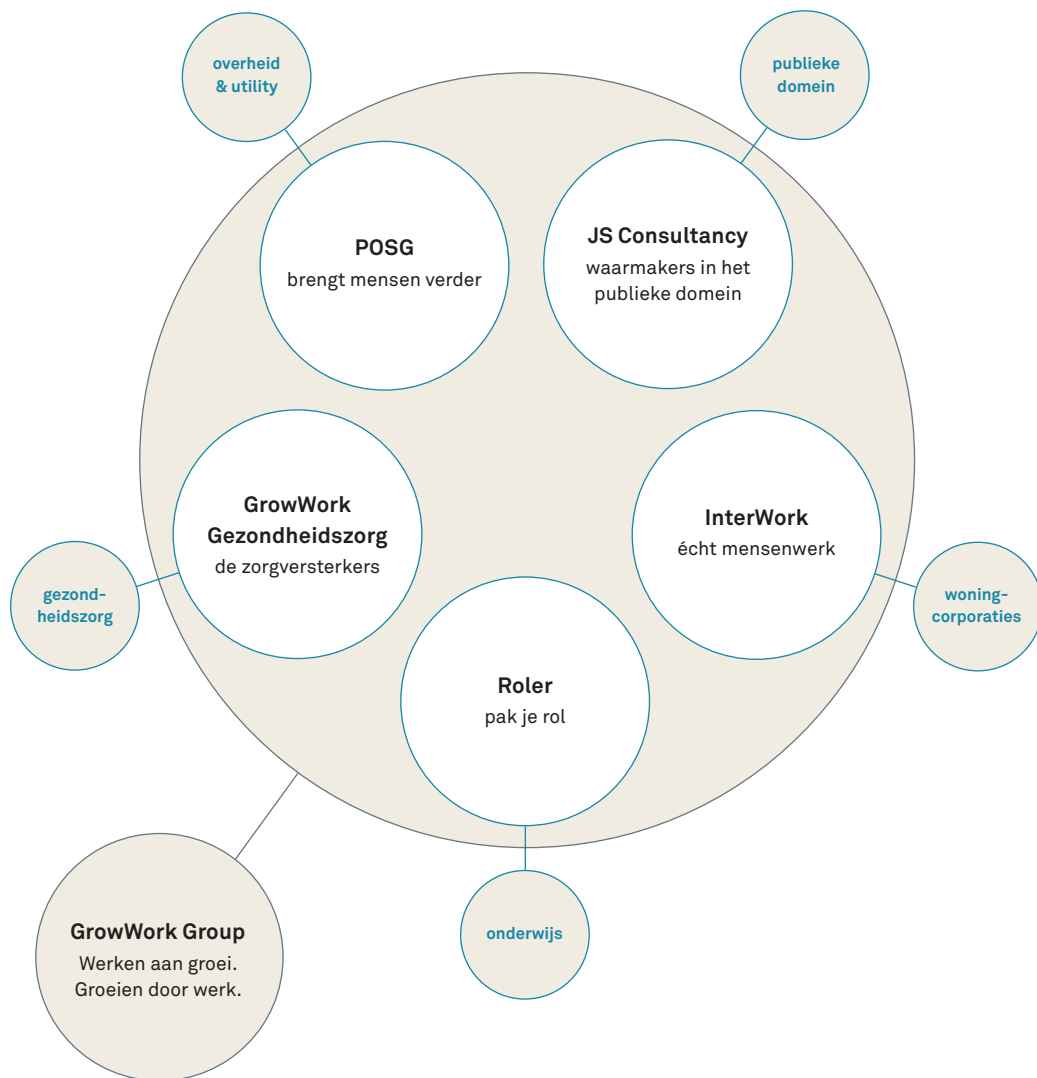 overheid
& utility
publieke
domein
POSG
brengt mensen verder
JS Consultancy
waarmakers in het
publieke domein
GrowWork
Gezondheidszorg
de zorgversterkers
InterWork
écht mensenwerk
gezond-
heidszorg
woning-
corporaties
Roler
pak je rol
GrowWork Group
Werken aan groei.
Groeien door werk.
onderwijs